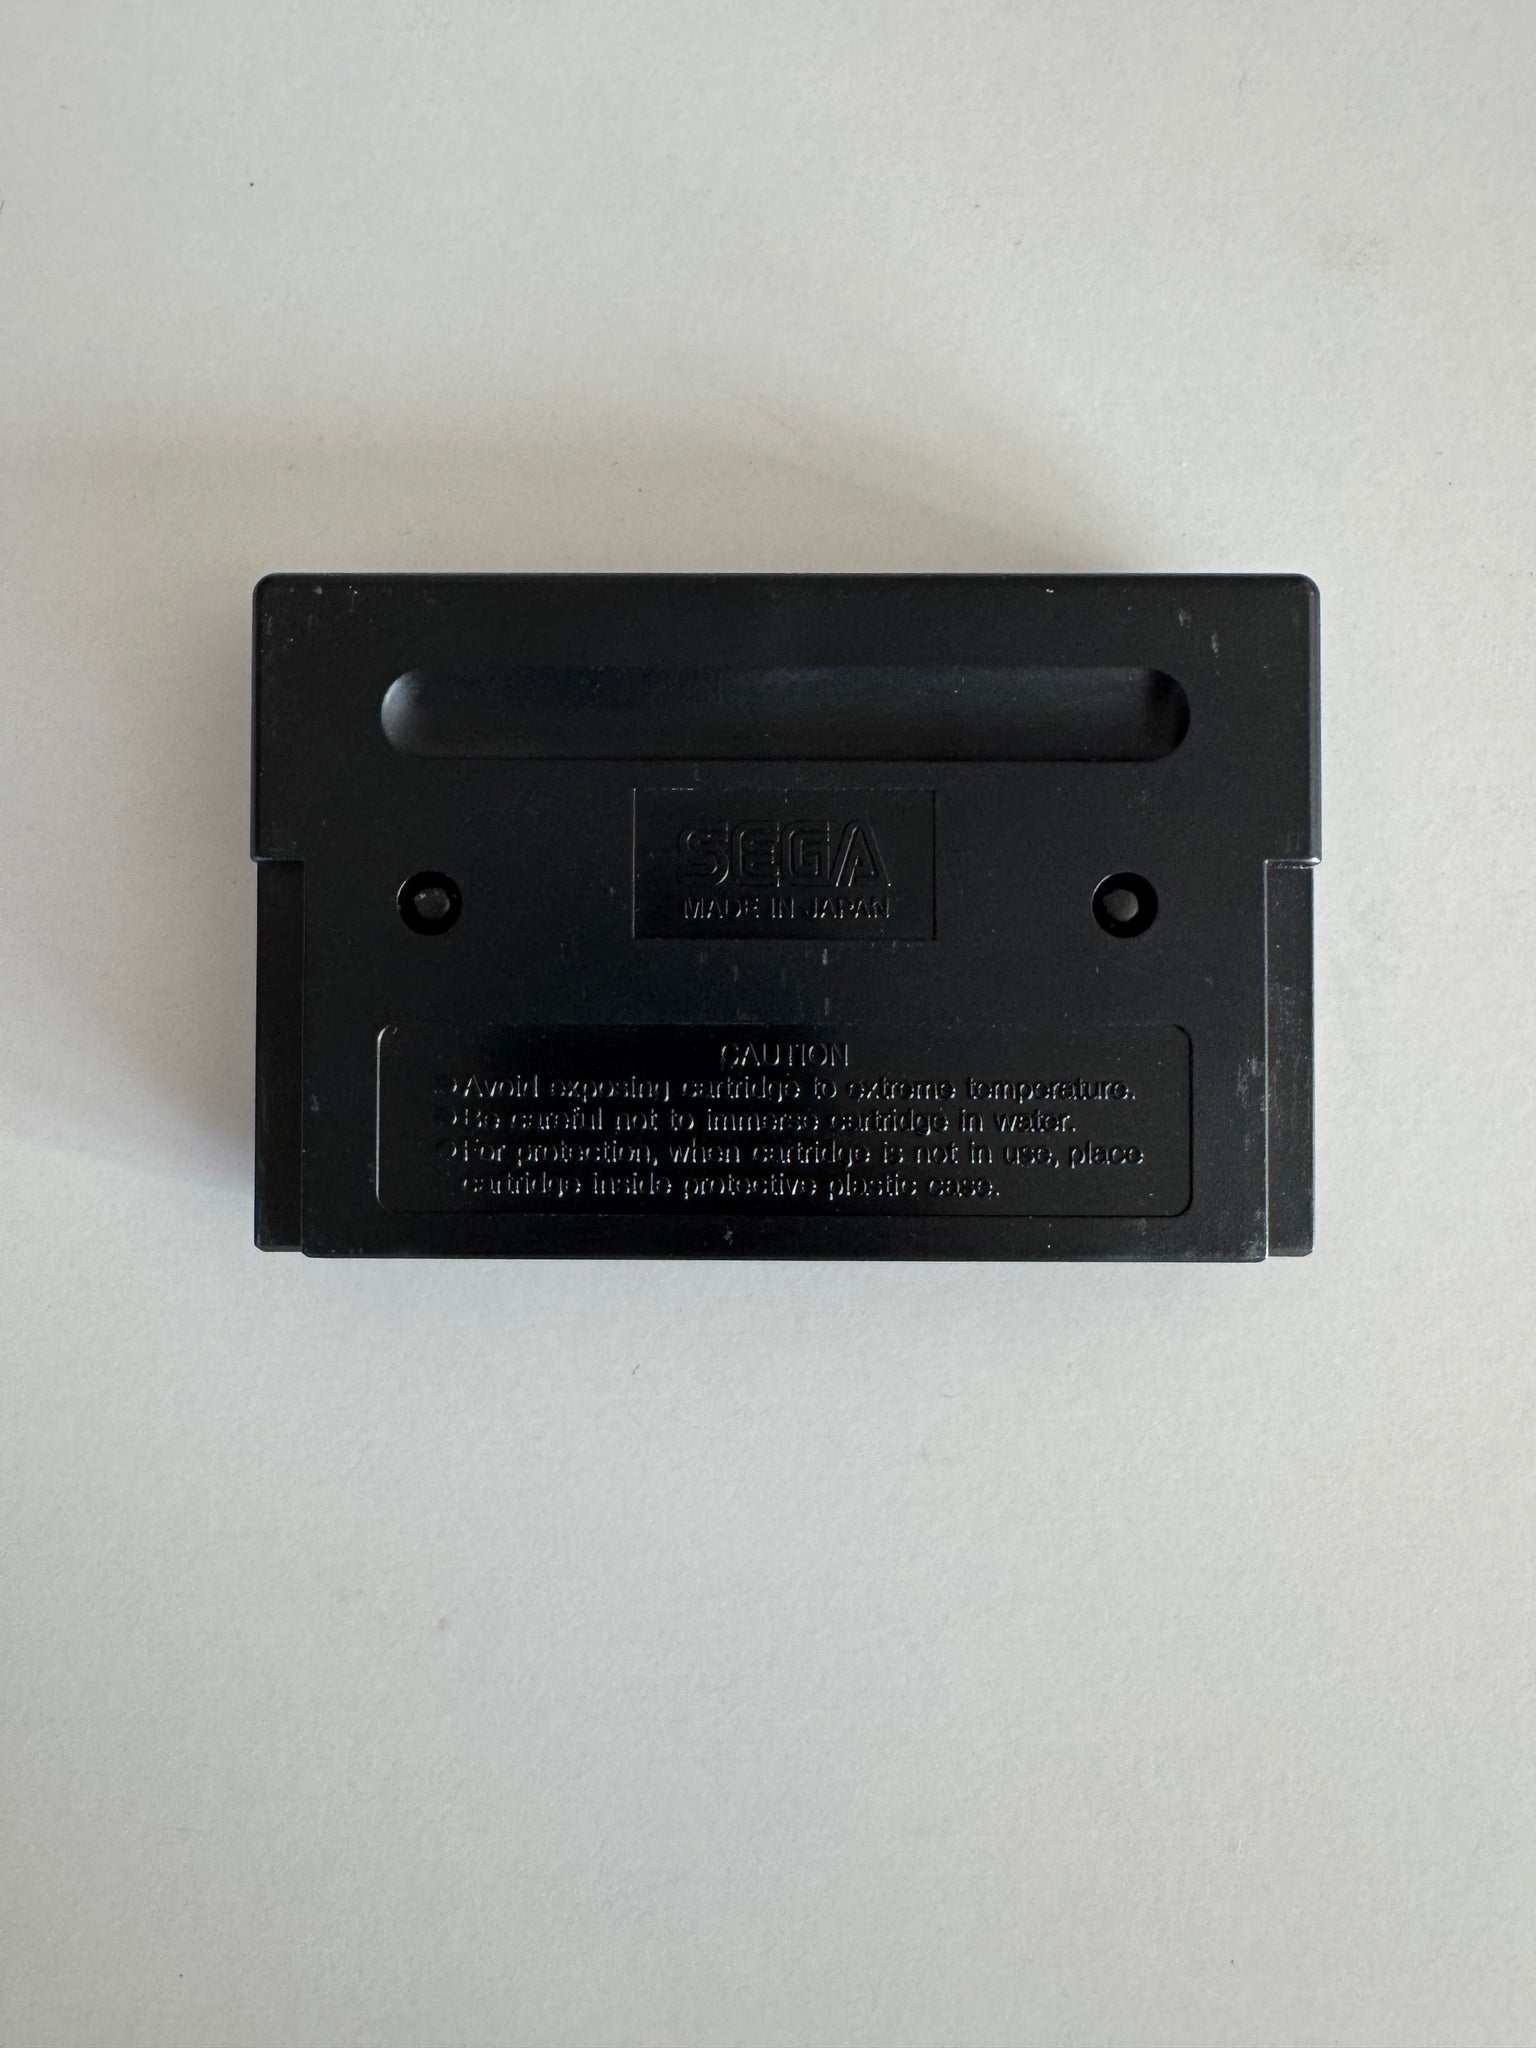 SEGA
MADE IN JAPAN
CAUTION
• Avoid exposing cartridge to extreme temperature.
• Be careful not to immerse cartridge in water.
• For protection, when cartridge is not in use, place
cartridge inside protective plastic case.